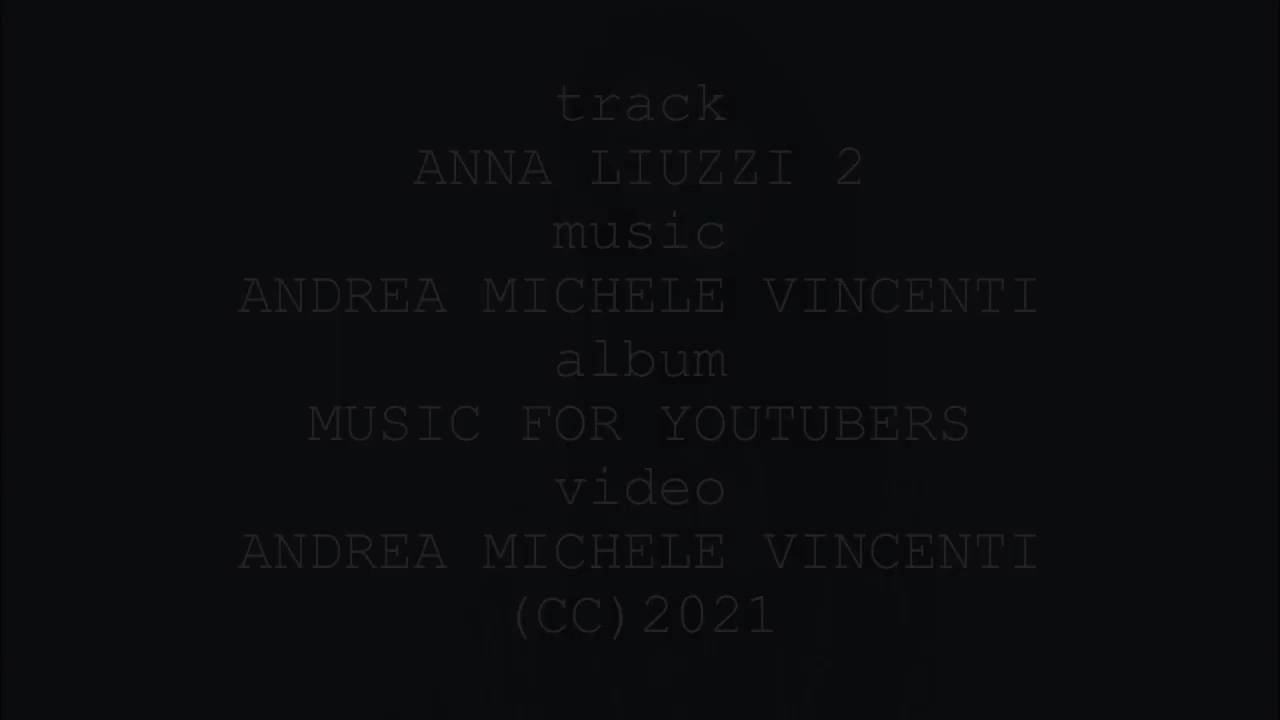 track
ANNA LIUZZI 2
music
ANDREA MICHELE VINCENTI
album
MUSIC FOR YOUTUBERS
video
ANDREA MICHELE VINCENTI
(CC)2021